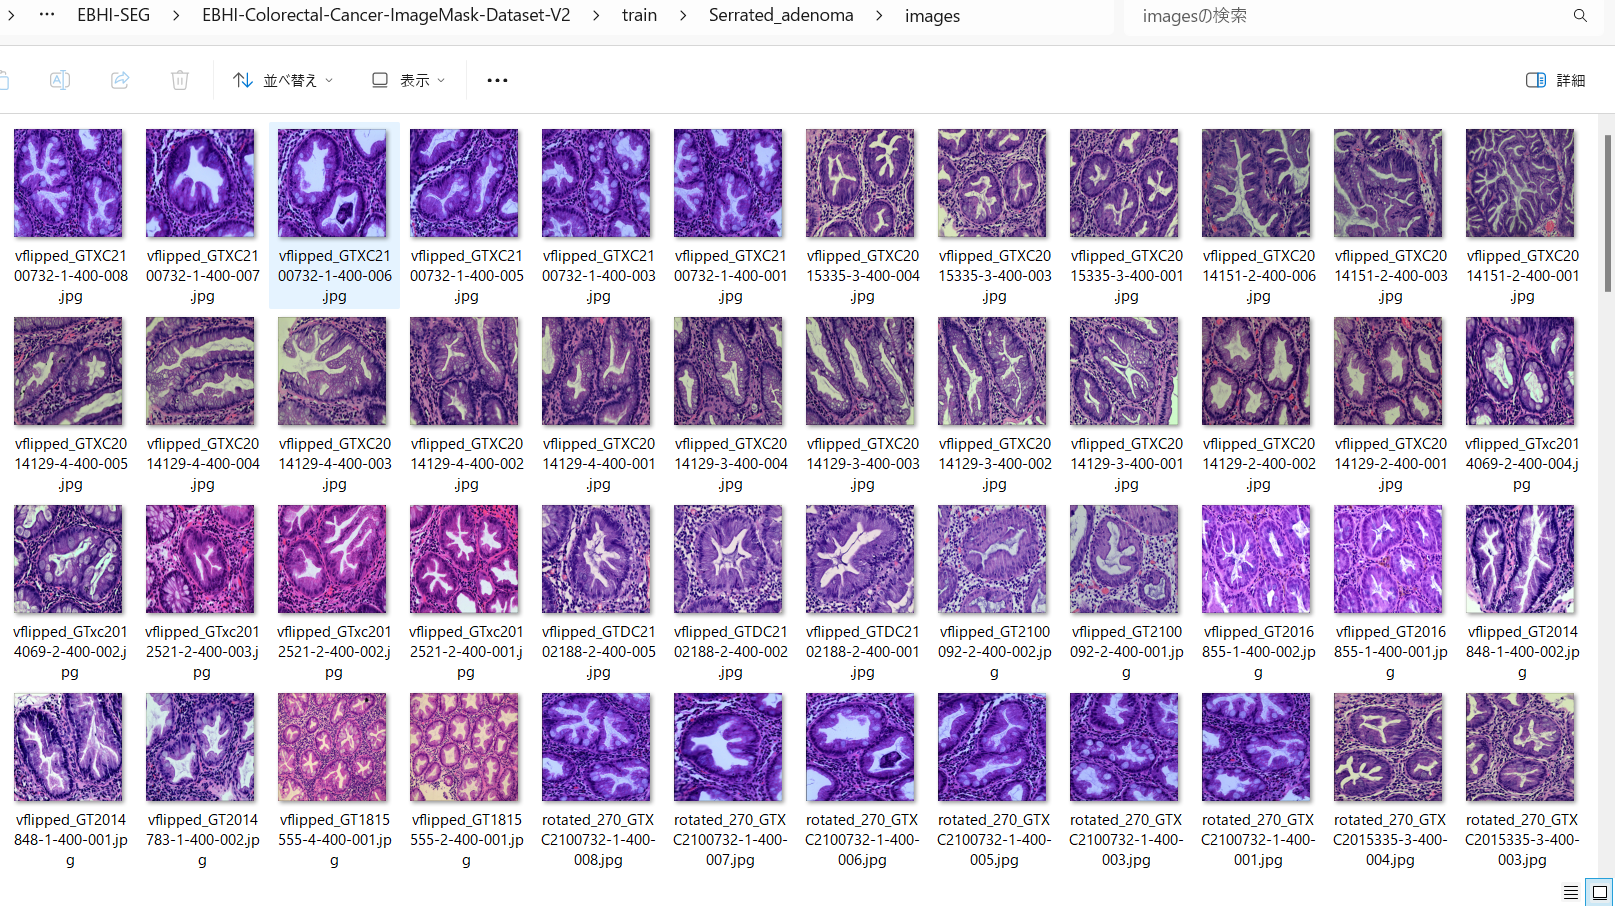 EBHI-SEG > EBHI-Colorectal-Cancer-ImageMask-Dataset-V2 > train > Serrated_adenoma > images
imagesの検索
並べ替え
表示
詳細
vflipped_GTXC2100732-1-400-008.jpg
vflipped_GTXC2100732-1-400-007.jpg
vflipped_GTXC2100732-1-400-006.jpg
vflipped_GTXC2100732-1-400-005.jpg
vflipped_GTXC2100732-1-400-003.jpg
vflipped_GTXC2100732-1-400-001.jpg
vflipped_GTXC2015335-3-400-004.jpg
vflipped_GTXC2015335-3-400-003.jpg
vflipped_GTXC2015335-3-400-001.jpg
vflipped_GTXC2014151-2-400-006.jpg
vflipped_GTXC2014151-2-400-003.jpg
vflipped_GTXC2014151-2-400-001.jpg
vflipped_GTXC2014129-4-400-005.jpg
vflipped_GTXC2014129-4-400-004.jpg
vflipped_GTXC2014129-4-400-003.jpg
vflipped_GTXC2014129-4-400-002.jpg
vflipped_GTXC2014129-4-400-001.jpg
vflipped_GTXC2014129-3-400-004.jpg
vflipped_GTXC2014129-3-400-003.jpg
vflipped_GTXC2014129-3-400-002.jpg
vflipped_GTXC2014129-3-400-001.jpg
vflipped_GTXC2014129-2-400-002.jpg
vflipped_GTXC2014129-2-400-001.jpg
vflipped_GTxc2014069-2-400-004.jpg
vflipped_GTxc2014069-2-400-002.jpg
vflipped_GTxc2012521-2-400-003.jpg
vflipped_GTxc2012521-2-400-002.jpg
vflipped_GTxc2012521-2-400-001.jpg
vflipped_GTDC2102188-2-400-005.jpg
vflipped_GTDC2102188-2-400-002.jpg
vflipped_GTDC2102188-2-400-001.jpg
vflipped_GT2100092-2-400-002.jpg
vflipped_GT2100092-2-400-001.jpg
vflipped_GT2016855-1-400-002.jpg
vflipped_GT2016855-1-400-001.jpg
vflipped_GT2014848-1-400-002.jpg
vflipped_GT2014848-1-400-001.jpg
vflipped_GT2014783-1-400-002.jpg
vflipped_GT1815555-4-400-001.jpg
vflipped_GT1815555-2-400-001.jpg
rotated_270_GTXC2100732-1-400-008.jpg
rotated_270_GTXC2100732-1-400-007.jpg
rotated_270_GTXC2100732-1-400-006.jpg
rotated_270_GTXC2100732-1-400-005.jpg
rotated_270_GTXC2100732-1-400-003.jpg
rotated_270_GTXC2100732-1-400-001.jpg
rotated_270_GTXC2015335-3-400-004.jpg
rotated_270_GTXC2015335-3-400-003.jpg